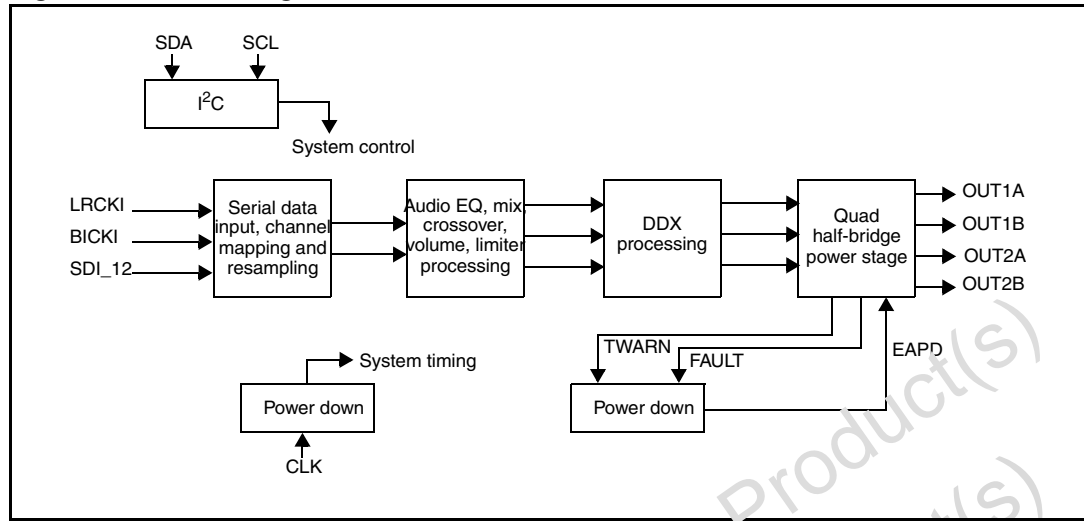 SDA
SCL
I²C
System control
LRCKI
BICKI
SDI_12
Serial data
input, channel
mapping and
resampling
Audio EQ, mix,
crossover,
volume, limiter
processing
DDX
processing
Quad
half-bridge
power stage
OUT1A
OUT1B
OUT2A
OUT2B
TWARN
FAULT
EAPD
System timing
Power down
CLK
Power down
Product(s)